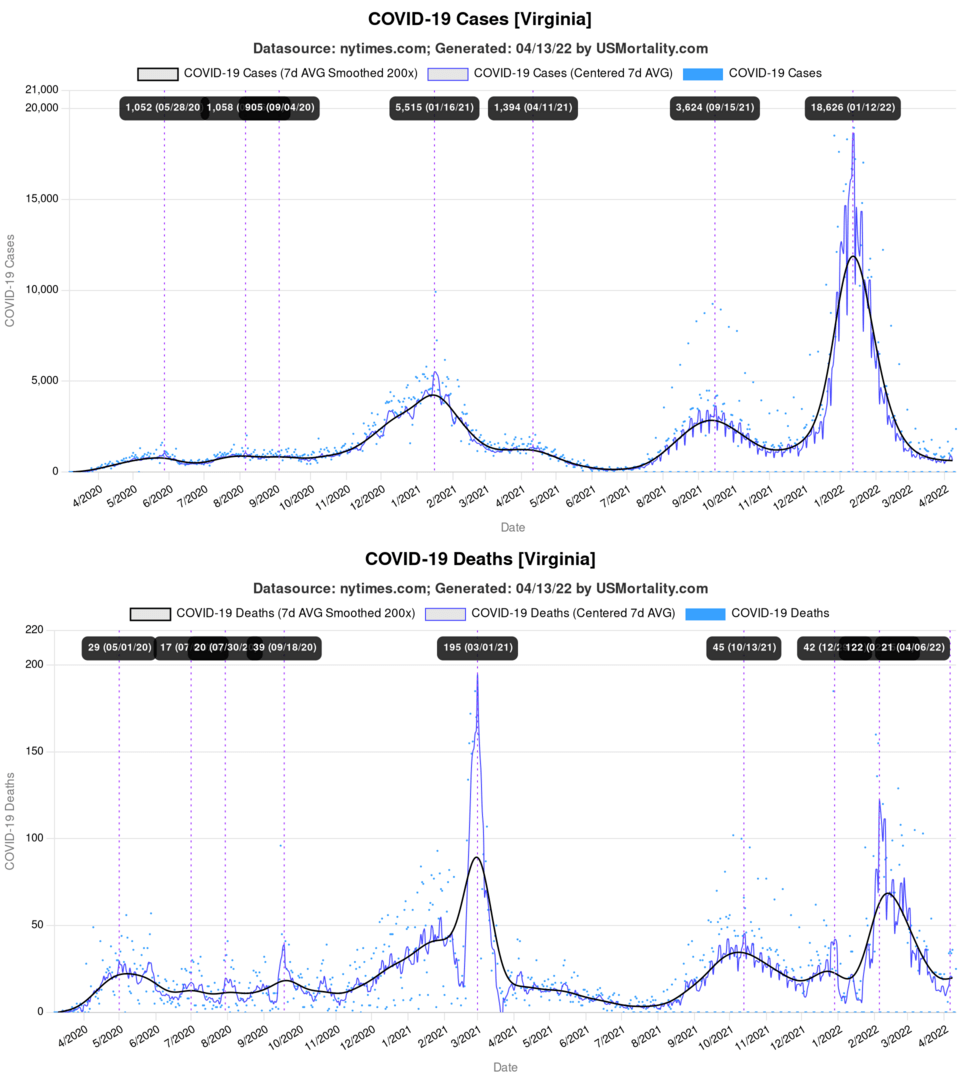 COVID-19 Cases [Virginia]
Datasource: nytimes.com; Generated: 04/13/22 by USMortality.com
COVID-19 Cases (7d AVG Smoothed 200x) COVID-19 Cases (Centered 7d AVG) COVID-19 Cases
21,000
20,000
1,052 (05/28/20 1,058 ( 905 (09/04/20) 5,515 (01/16/21) 1,394 (04/11/21) 3,624 (09/15/21) 18,626 (01/12/22)
15,000
10,000
5,000
0
COVID-19 Cases
4/2020 5/2020 6/2020 7/2020 8/2020 9/2020 10/2020 11/2020 12/2020 1/2021 2/2021 3/2021 4/2021 5/2021 6/2021 7/2021 8/2021 9/2021 10/2021 11/2021 12/2021 1/2022 2/2022 3/2022 4/2022
Date
COVID-19 Deaths [Virginia]
Datasource: nytimes.com; Generated: 04/13/22 by USMortality.com
COVID-19 Deaths (7d AVG Smoothed 200x) COVID-19 Deaths (Centered 7d AVG) COVID-19 Deaths
220
29 (05/01/20) 17 (07 20 (07/30/2 39 (09/18/20) 195 (03/01/21) 45 (10/13/21) 42 (12/2 122 (0 21 (04/06/22)
200
150
100
50
0
COVID-19 Deaths
4/2020 5/2020 6/2020 7/2020 8/2020 9/2020 10/2020 11/2020 12/2020 1/2021 2/2021 3/2021 4/2021 5/2021 6/2021 7/2021 8/2021 9/2021 10/2021 11/2021 12/2021 1/2022 2/2022 3/2022 4/2022
Date